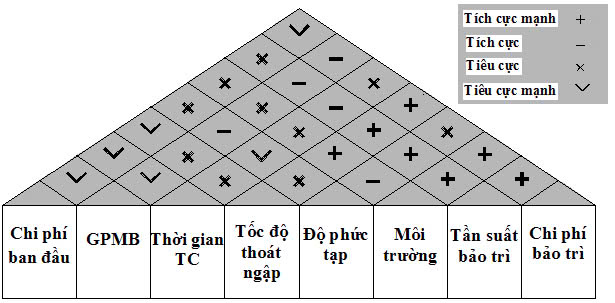 Tích cực mạnh +
Tích cực −
Tiêu cực ×
Tiêu cực mạnh ∨
Chi phí
ban đầu
GPMB
Thời gian
TC
Tốc độ
thoát
ngập
Độ phức
tạp
Môi
trường
Tần suất
bảo trì
Chi phí
bảo trì